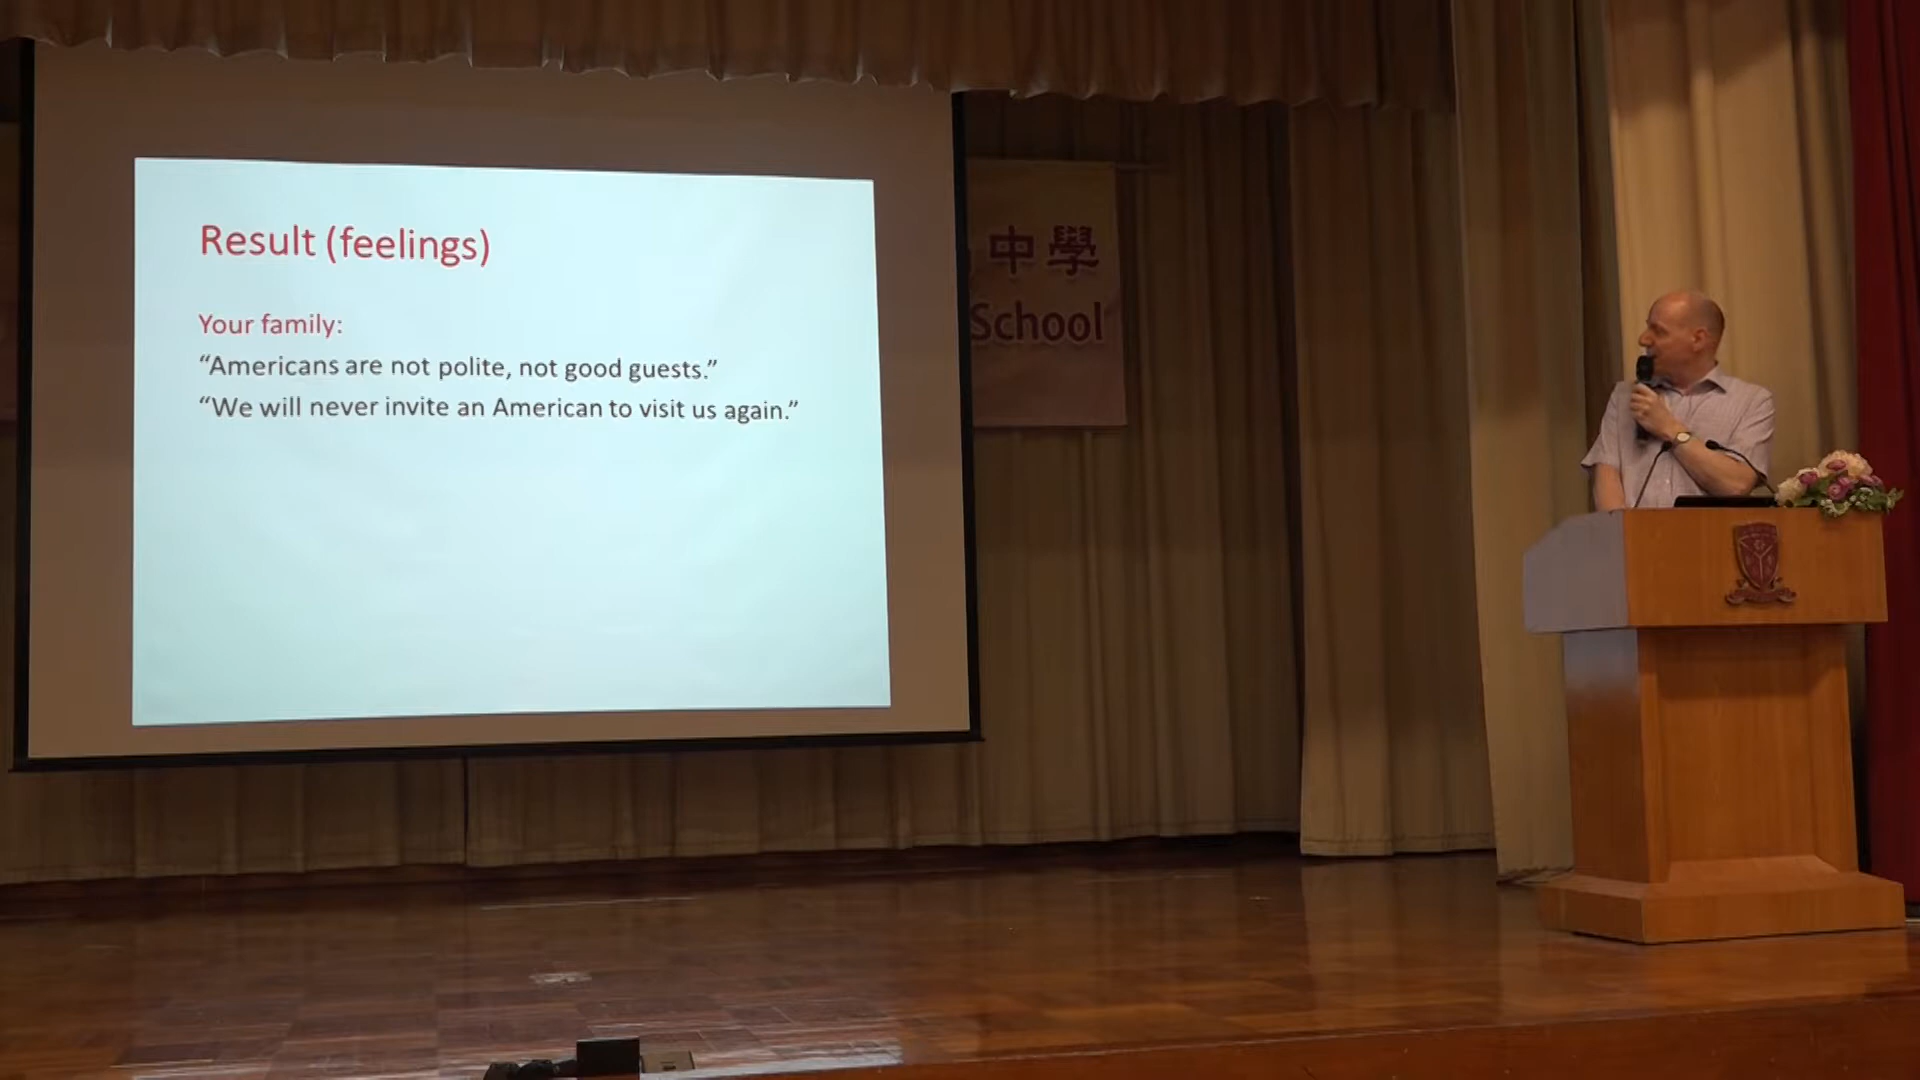 Result (feelings)
Your family:
“Americans are not polite, not good guests.”
“We will never invite an American to visit us again.”
中學
School